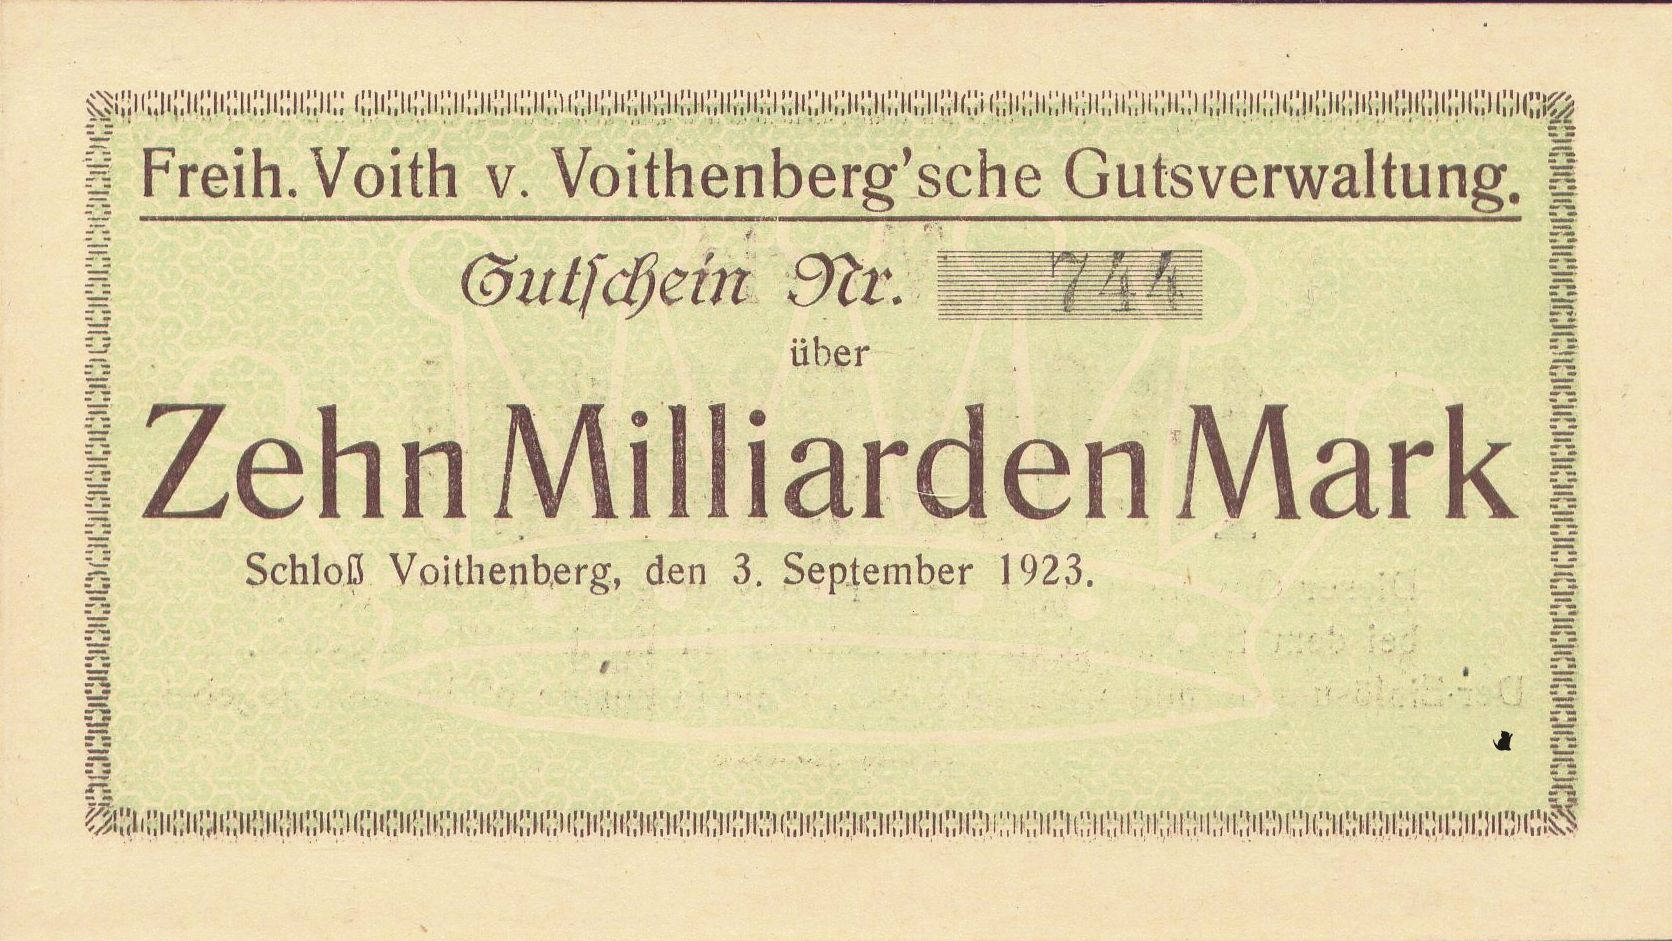 Freih. Voith v. Voithenberg'sche Gutsverwaltung.
Gutschein Nr. 744
über
Zehn Milliarden Mark
Schloß Voithenberg, den 3. September 1923.